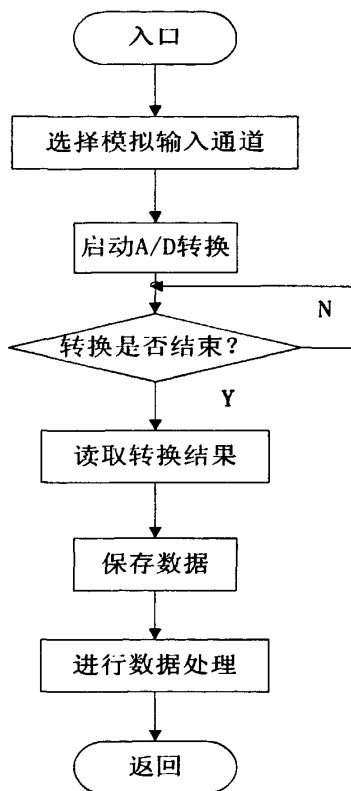 入口
选择模拟输入通道
启动A/D转换
N
转换是否结束？
Y
读取转换结果
保存数据
进行数据处理
返回